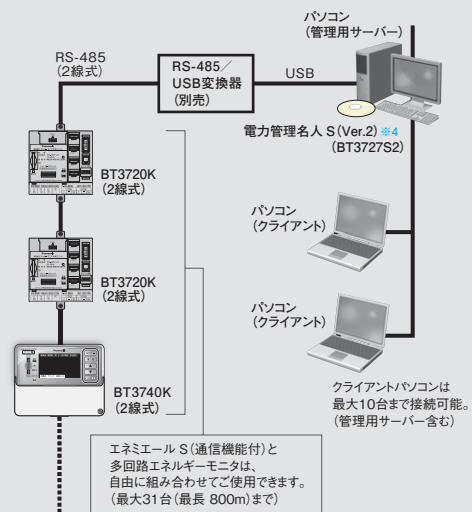 パソコン
（管理用サーバー）
RS-485
（2線式）
RS-485／
USB変換器
（別売）
USB
電力管理名人 S（Ver.2）※4
（BT3727S2）
BT3720K
（2線式）
パソコン
（クライアント）
BT3720K
（2線式）
パソコン
（クライアント）
BT3740K
（2線式）
クライアントパソコンは
最大10台まで接続可能。
（管理用サーバー含む）
エネミエール S（通信機能付）と
多回路エネルギーモニタは、
自由に組み合わせてご使用できます。
（最大31台（最長 800m）まで）